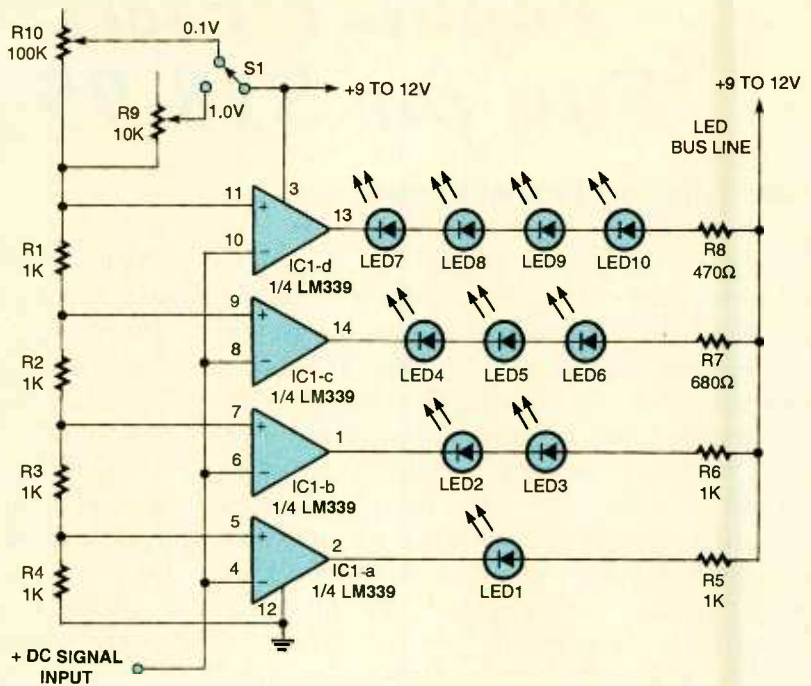 R10
100K
0.1V
S1
+9 TO 12V
R9
10K
1.0V
+9 TO 12V
LED
BUS LINE
11
+
3
13
10
−
IC1-d
1/4 LM339
LED7
LED8
LED9
LED10
R8
470Ω
R1
1K
9
+
14
8
−
IC1-c
1/4 LM339
LED4
LED5
LED6
R7
680Ω
R2
1K
7
+
1
6
−
IC1-b
1/4 LM339
LED2
LED3
R6
1K
R3
1K
5
+
2
4
−
12
IC1-a
1/4 LM339
LED1
R5
1K
R4
1K
+ DC SIGNAL
INPUT